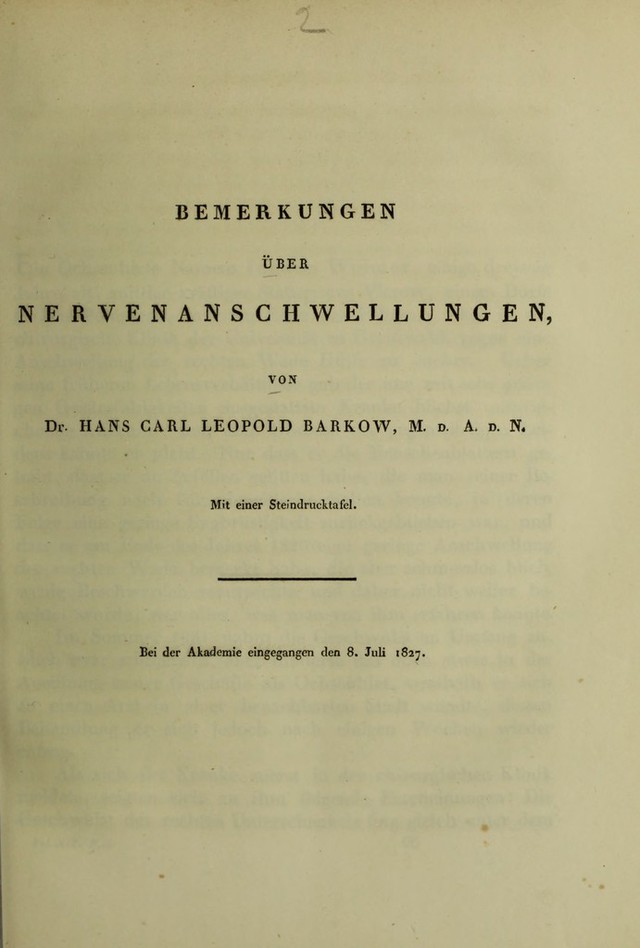 2
BEMERKUNGEN
ÜBER
NERVENANSCHWELLUNGEN,
VON
Dr. HANS CARL LEOPOLD BARKOW, M. D. A. D. N.
Mit einer Steindrucktafel.
Bei der Akademie eingegangen den 8. Juli 1827.